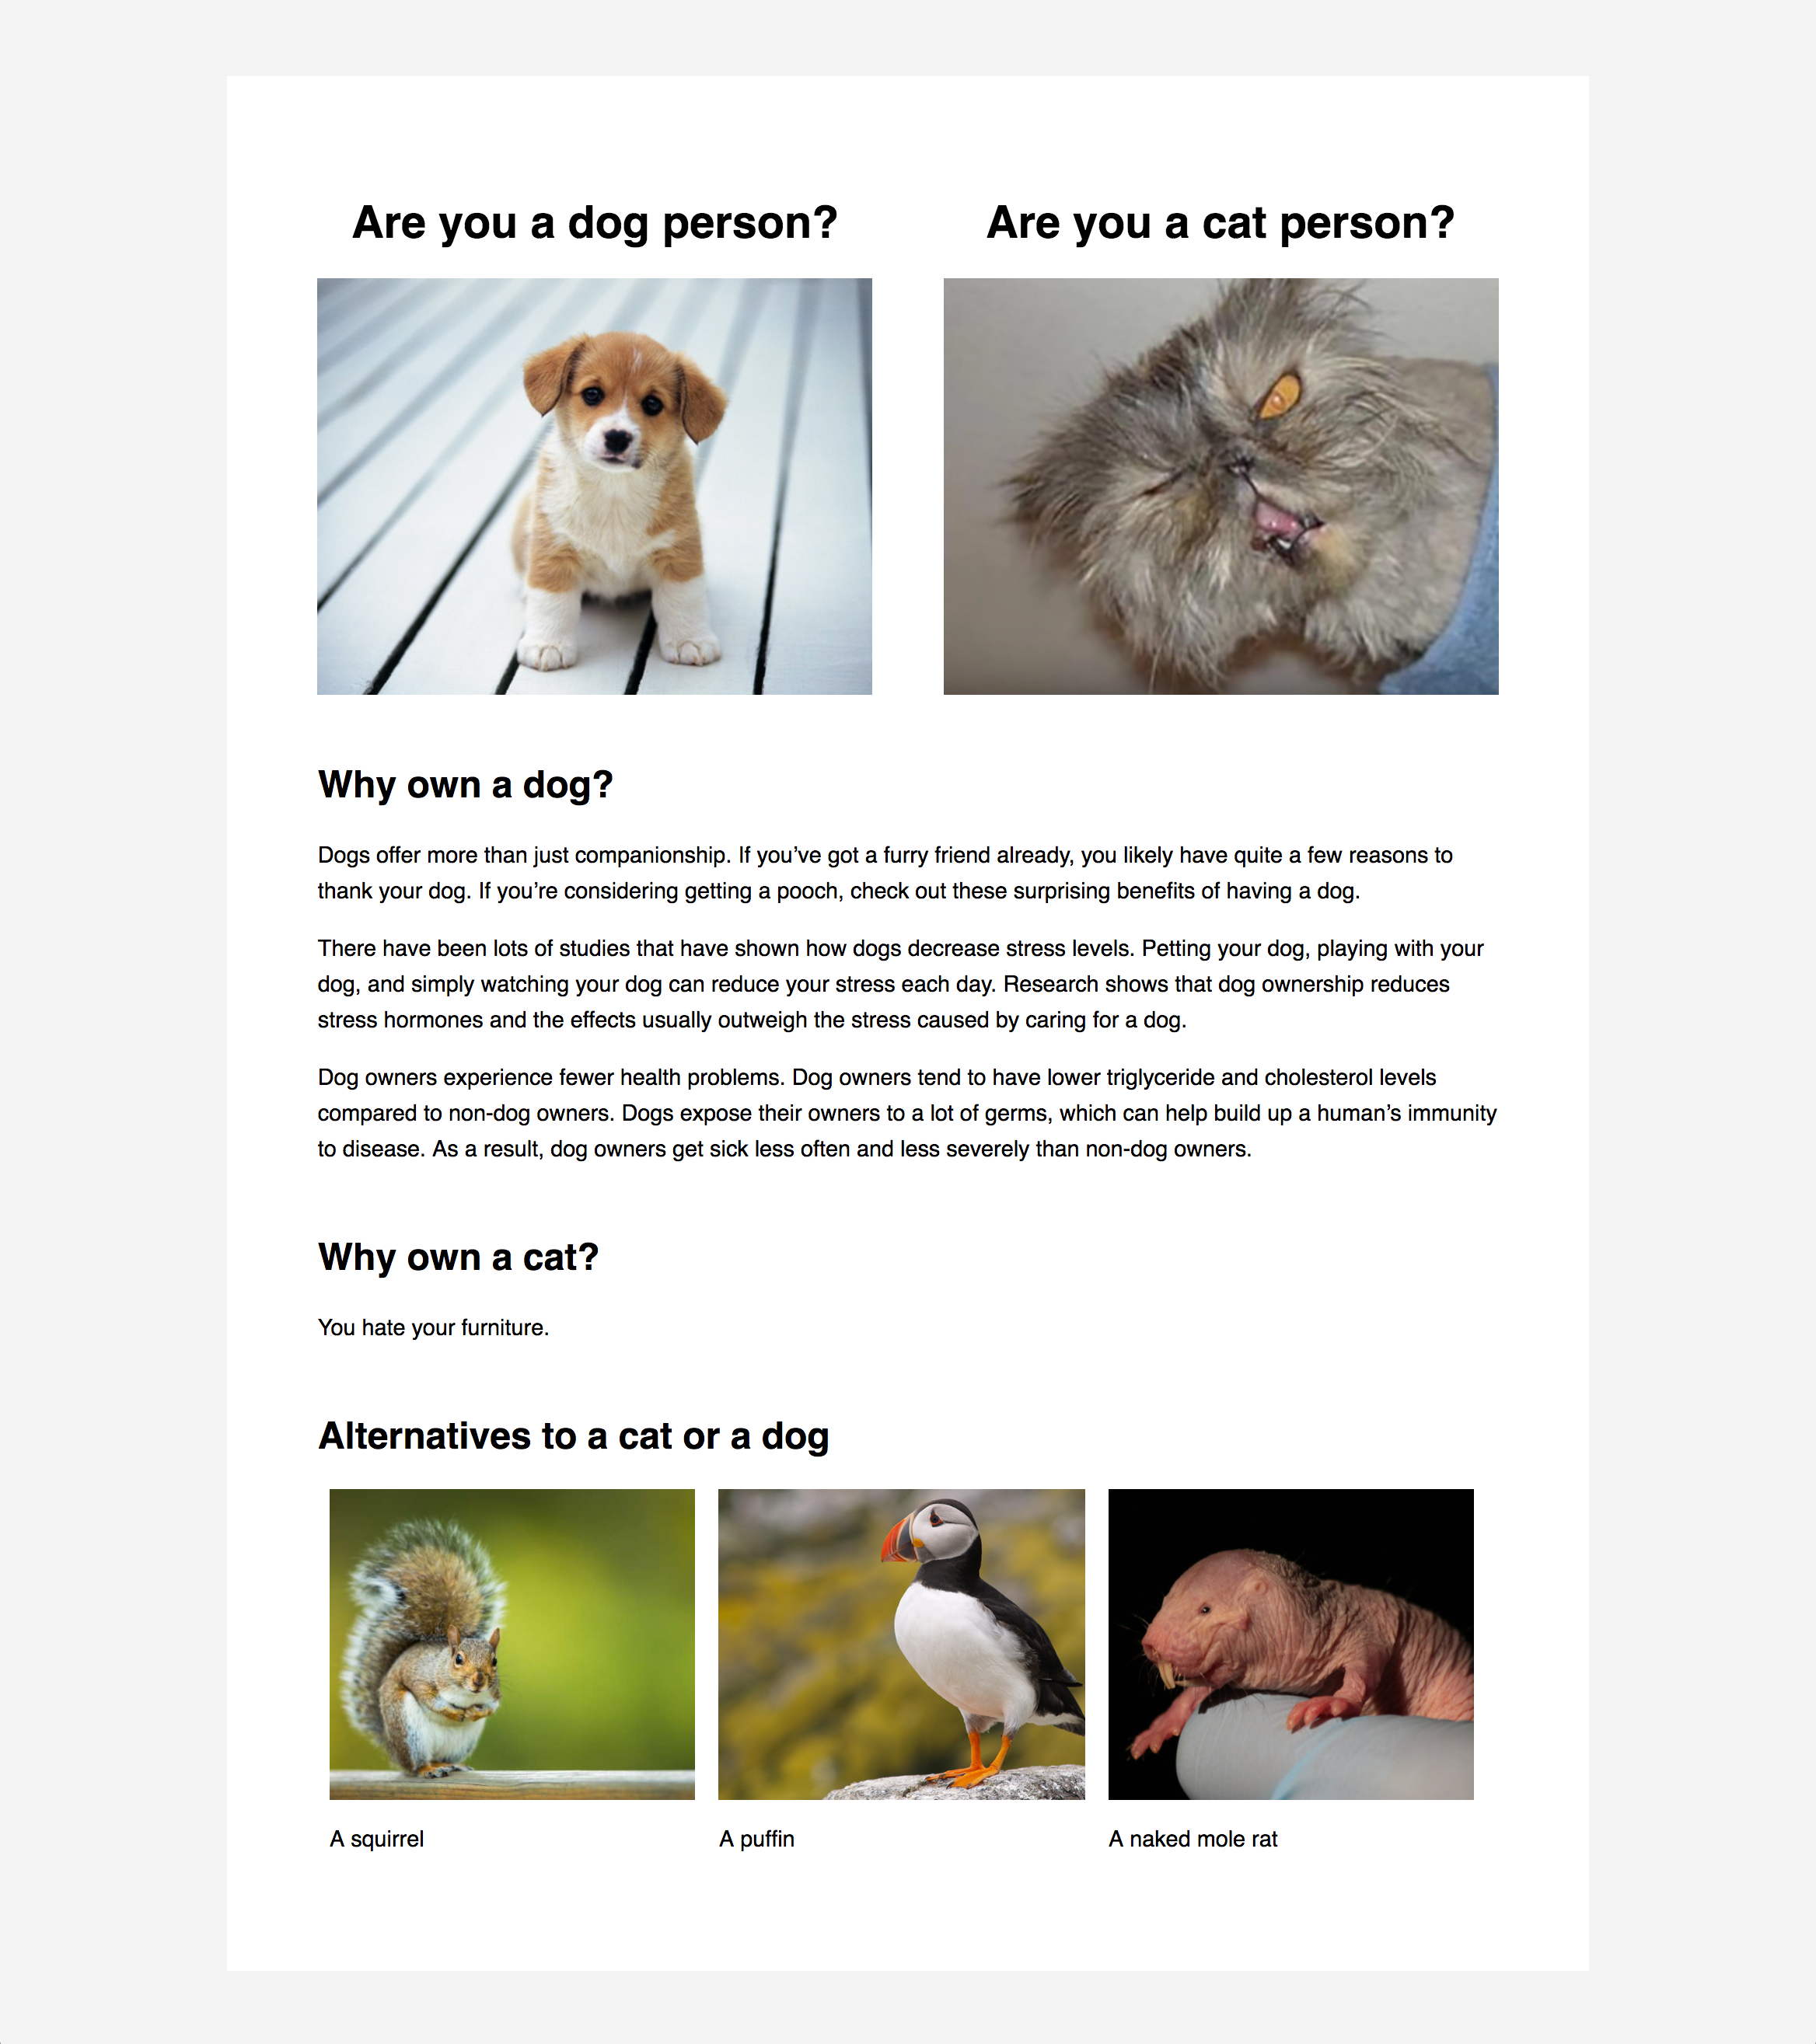 Are you a dog person?
Are you a cat person?
Why own a dog?
Dogs offer more than just companionship. If you’ve got a furry friend already, you likely have quite a few reasons to
thank your dog. If you’re considering getting a pooch, check out these surprising benefits of having a dog.
There have been lots of studies that have shown how dogs decrease stress levels. Petting your dog, playing with your
dog, and simply watching your dog can reduce your stress each day. Research shows that dog ownership reduces
stress hormones and the effects usually outweigh the stress caused by caring for a dog.
Dog owners experience fewer health problems. Dog owners tend to have lower triglyceride and cholesterol levels
compared to non-dog owners. Dogs expose their owners to a lot of germs, which can help build up a human’s immunity
to disease. As a result, dog owners get sick less often and less severely than non-dog owners.
Why own a cat?
You hate your furniture.
Alternatives to a cat or a dog
A squirrel
A puffin
A naked mole rat